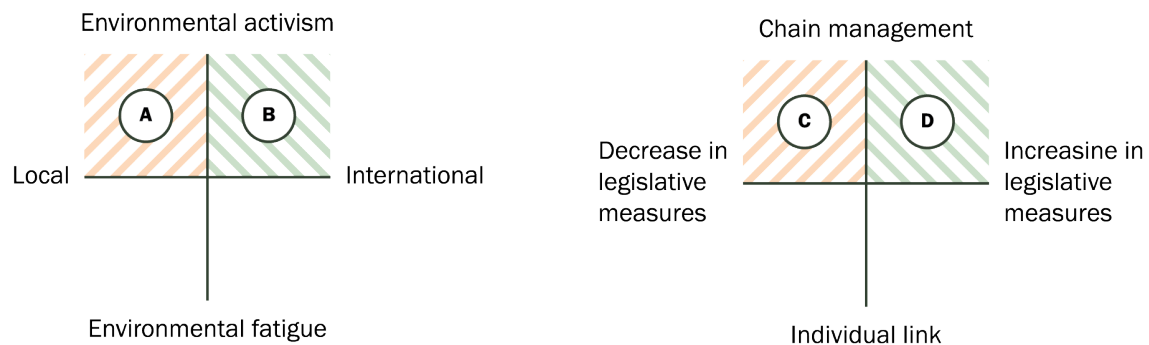 Environmental activism
A
B
Local
International
Environmental fatigue
Chain management
C
D
Decrease in
legislative
measures
Increasine in
legislative
measures
Individual link